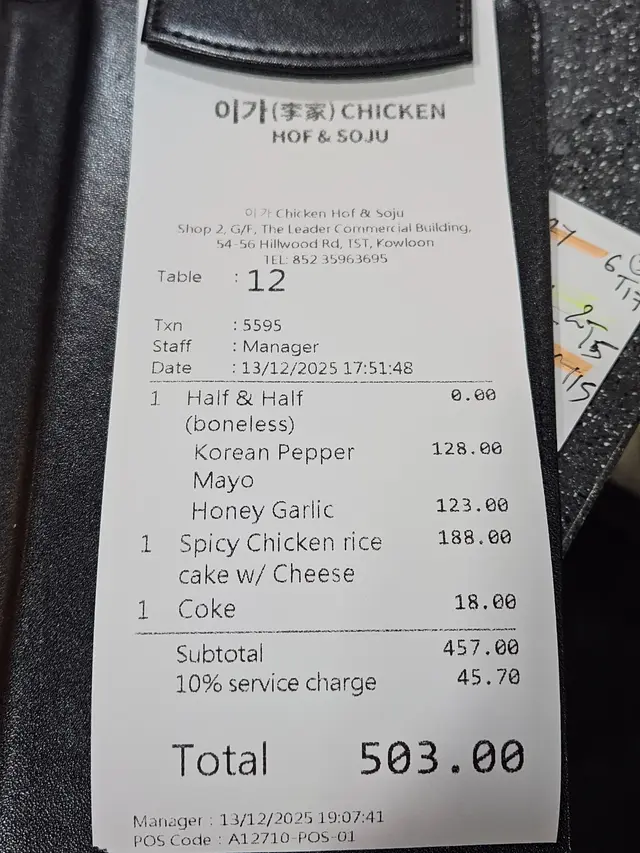 이가(李家) CHICKEN
HOF & SOJU
이가 Chicken Hof & Soju
Shop 2, G/F, The Leader Commercial Building,
54-56 Hillwood Rd, TST, Kowloon
TEL: 852 35963695
Table : 12
Txn : 5595
Staff : Manager
Date : 13/12/2025 17:51:48
1 Half & Half 0.00
(boneless)
Korean Pepper 128.00
Mayo
Honey Garlic 123.00
1 Spicy Chicken rice 188.00
cake w/ Cheese
1 Coke 18.00
Subtotal 457.00
10% service charge 45.70
Total 503.00
Manager : 13/12/2025 19:07:41
POS Code : A12710-POS-01